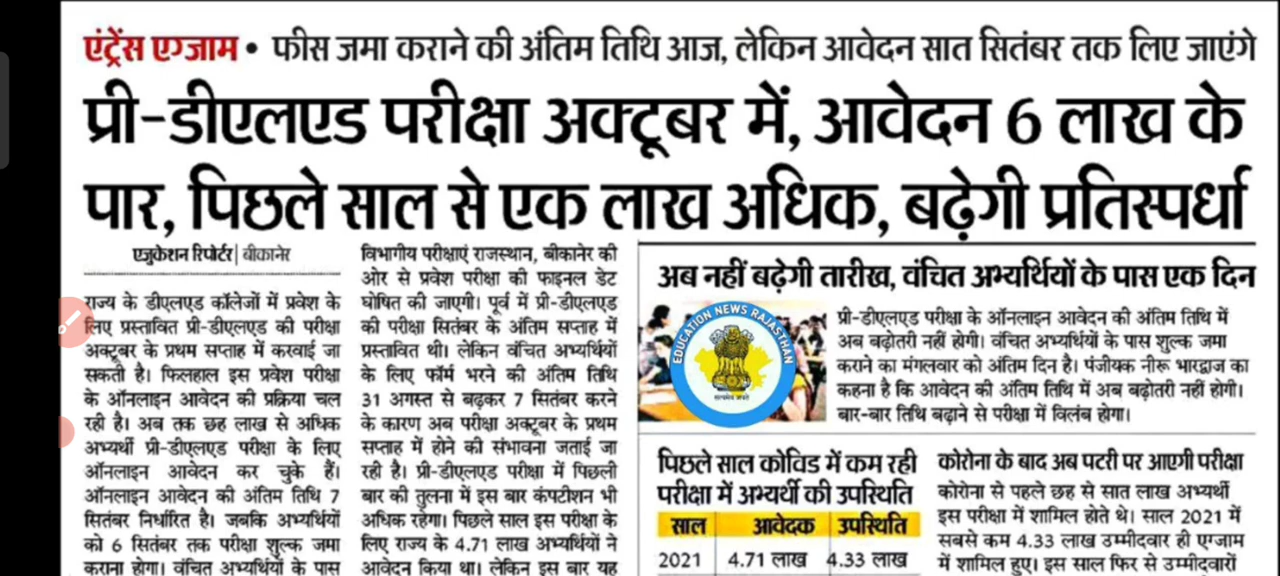 एंट्रेंस एग्जाम • फीस जमा कराने की अंतिम तिथि आज, लेकिन आवेदन सात सितंबर तक लिए जाएंगे
प्री-डीएलएड परीक्षा अक्टूबर में, आवेदन 6 लाख के
पार, पिछले साल से एक लाख अधिक, बढ़ेगी प्रतिस्पर्धा
एजुकेशन रिपोर्टर| बीकानेर
राज्य के डीएलएड कॉलेजों में प्रवेश के
लिए प्रस्तावित प्री-डीएलएड की परीक्षा
अक्टूबर के प्रथम सप्ताह में करवाई जा
सकती है। फिलहाल इस प्रवेश परीक्षा
के ऑनलाइन आवेदन की प्रक्रिया चल
रही है। अब तक छह लाख से अधिक
अभ्यर्थी प्री-डीएलएड परीक्षा के लिए
ऑनलाइन आवेदन कर चुके हैं।
ऑनलाइन आवेदन की अंतिम तिथि 7
सितंबर निर्धारित है। जबकि अभ्यर्थियों
को 6 सितंबर तक परीक्षा शुल्क जमा
कराना होगा। वंचित अभ्यर्थियों के पास
विभागीय परीक्षाएं राजस्थान, बीकानेर की
ओर से प्रवेश परीक्षा की फाइनल डेट
घोषित की जाएगी। पूर्व में प्री-डीएलएड
की परीक्षा सितंबर के अंतिम सप्ताह में
प्रस्तावित थी। लेकिन वंचित अभ्यर्थियों
के लिए फॉर्म भरने की अंतिम तिथि
31 अगस्त से बढ़कर 7 सितंबर करने
के कारण अब परीक्षा अक्टूबर के प्रथम
सप्ताह में होने की संभावना जताई जा
रही है। प्री-डीएलएड परीक्षा में पिछली
बार की तुलना में इस बार कंपटीशन भी
अधिक रहेगा। पिछले साल इस परीक्षा के
लिए राज्य के 4.71 लाख अभ्यर्थियों ने
आवेदन किया था। लेकिन इस बार यह
अब नहीं बढ़ेगी तारीख, वंचित अभ्यर्थियों के पास एक दिन
EDUCATION NEWS RAJASTHAN
सत्यमेव जयते
प्री-डीएलएड परीक्षा के ऑनलाइन आवेदन की अंतिम तिथि में
अब बढ़ोतरी नहीं होगी। वंचित अभ्यर्थियों के पास शुल्क जमा
कराने का मंगलवार को अंतिम दिन है। पंजीयक नीरू भारद्वाज का
कहना है कि आवेदन की अंतिम तिथि में अब बढ़ोतरी नहीं होगी।
बार-बार तिथि बढ़ाने से परीक्षा में विलंब होगा।
पिछले साल कोविड में कम रही
परीक्षा में अभ्यर्थी की उपस्थिति
साल आवेदक उपस्थिति
2021 4.71 लाख 4.33 लाख
कोरोना के बाद अब पटरी पर आएगी परीक्षा
कोरोना से पहले छह से सात लाख अभ्यर्थी
इस परीक्षा में शामिल होते थे। साल 2021 में
सबसे कम 4.33 लाख उम्मीदवार ही एग्जाम
में शामिल हुए। इस साल फिर से उम्मीदवारों